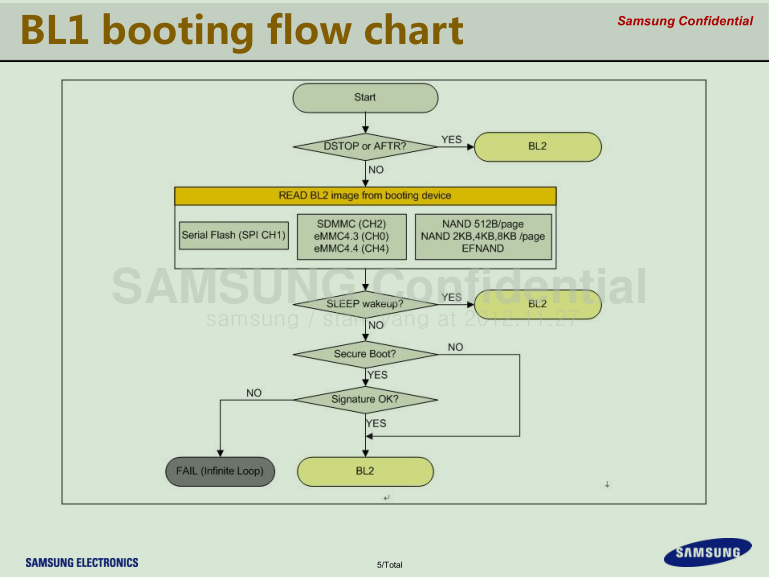 BL1 booting flow chart
Samsung Confidential
Start
DSTOP or AFTR?
YES
BL2
NO
READ BL2 image from booting device
Serial Flash (SPI CH1)
SDMMC (CH2)
eMMC4.3 (CH0)
eMMC4.4 (CH4)
NAND 512B/page
NAND 2KB,4KB,8KB /page
EFNAND
SAMSUNG Confidential
SLEEP wakeup?
YES
BL2
samsung / stan.yang at 2012.11.27
NO
Secure Boot?
NO
YES
Signature OK?
NO
YES
FAIL (Infinite Loop)
BL2
SAMSUNG ELECTRONICS
5/Total
SAMSUNG